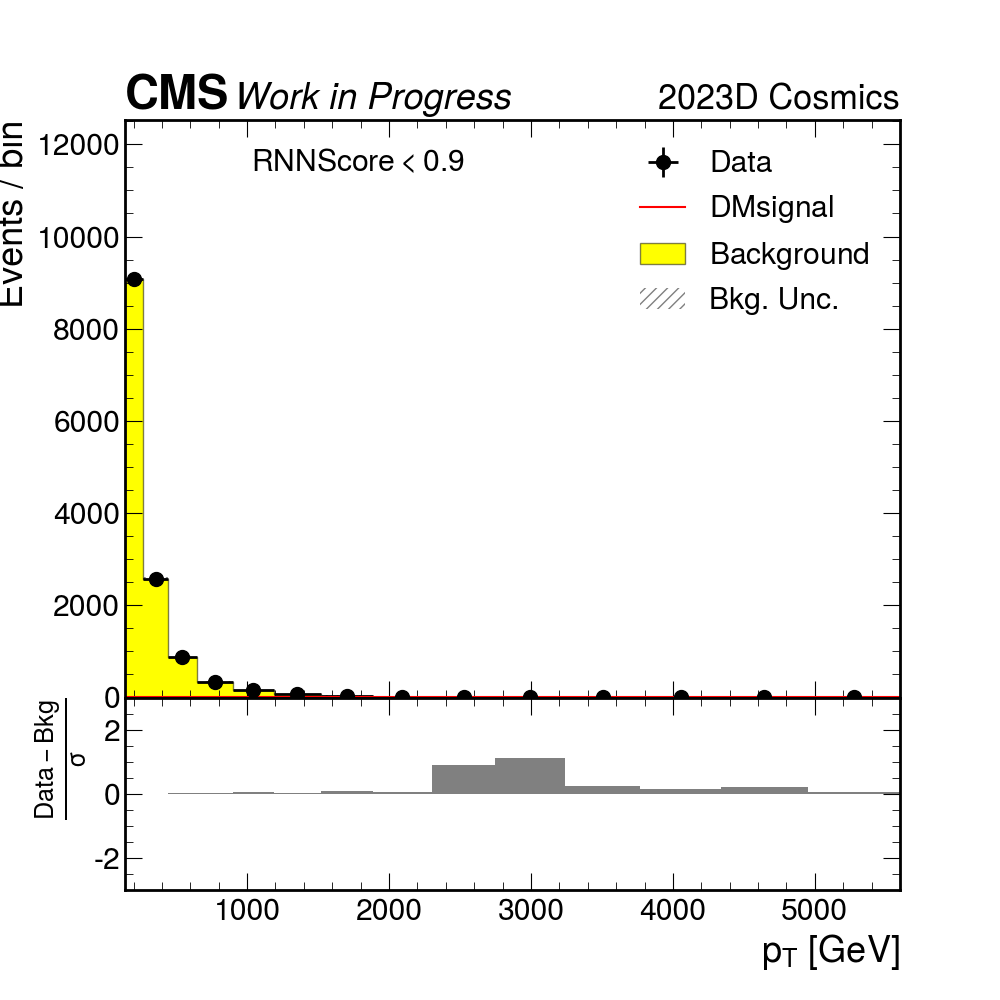 CMS Work in Progress 2023D Cosmics
Events / bin
RNNScore < 0.9
Data
DMsignal
Background
Bkg. Unc.
12000
10000
8000
6000
4000
2000
0
Data − Bkg
σ
2
0
-2
1000 2000 3000 4000 5000
pT [GeV]